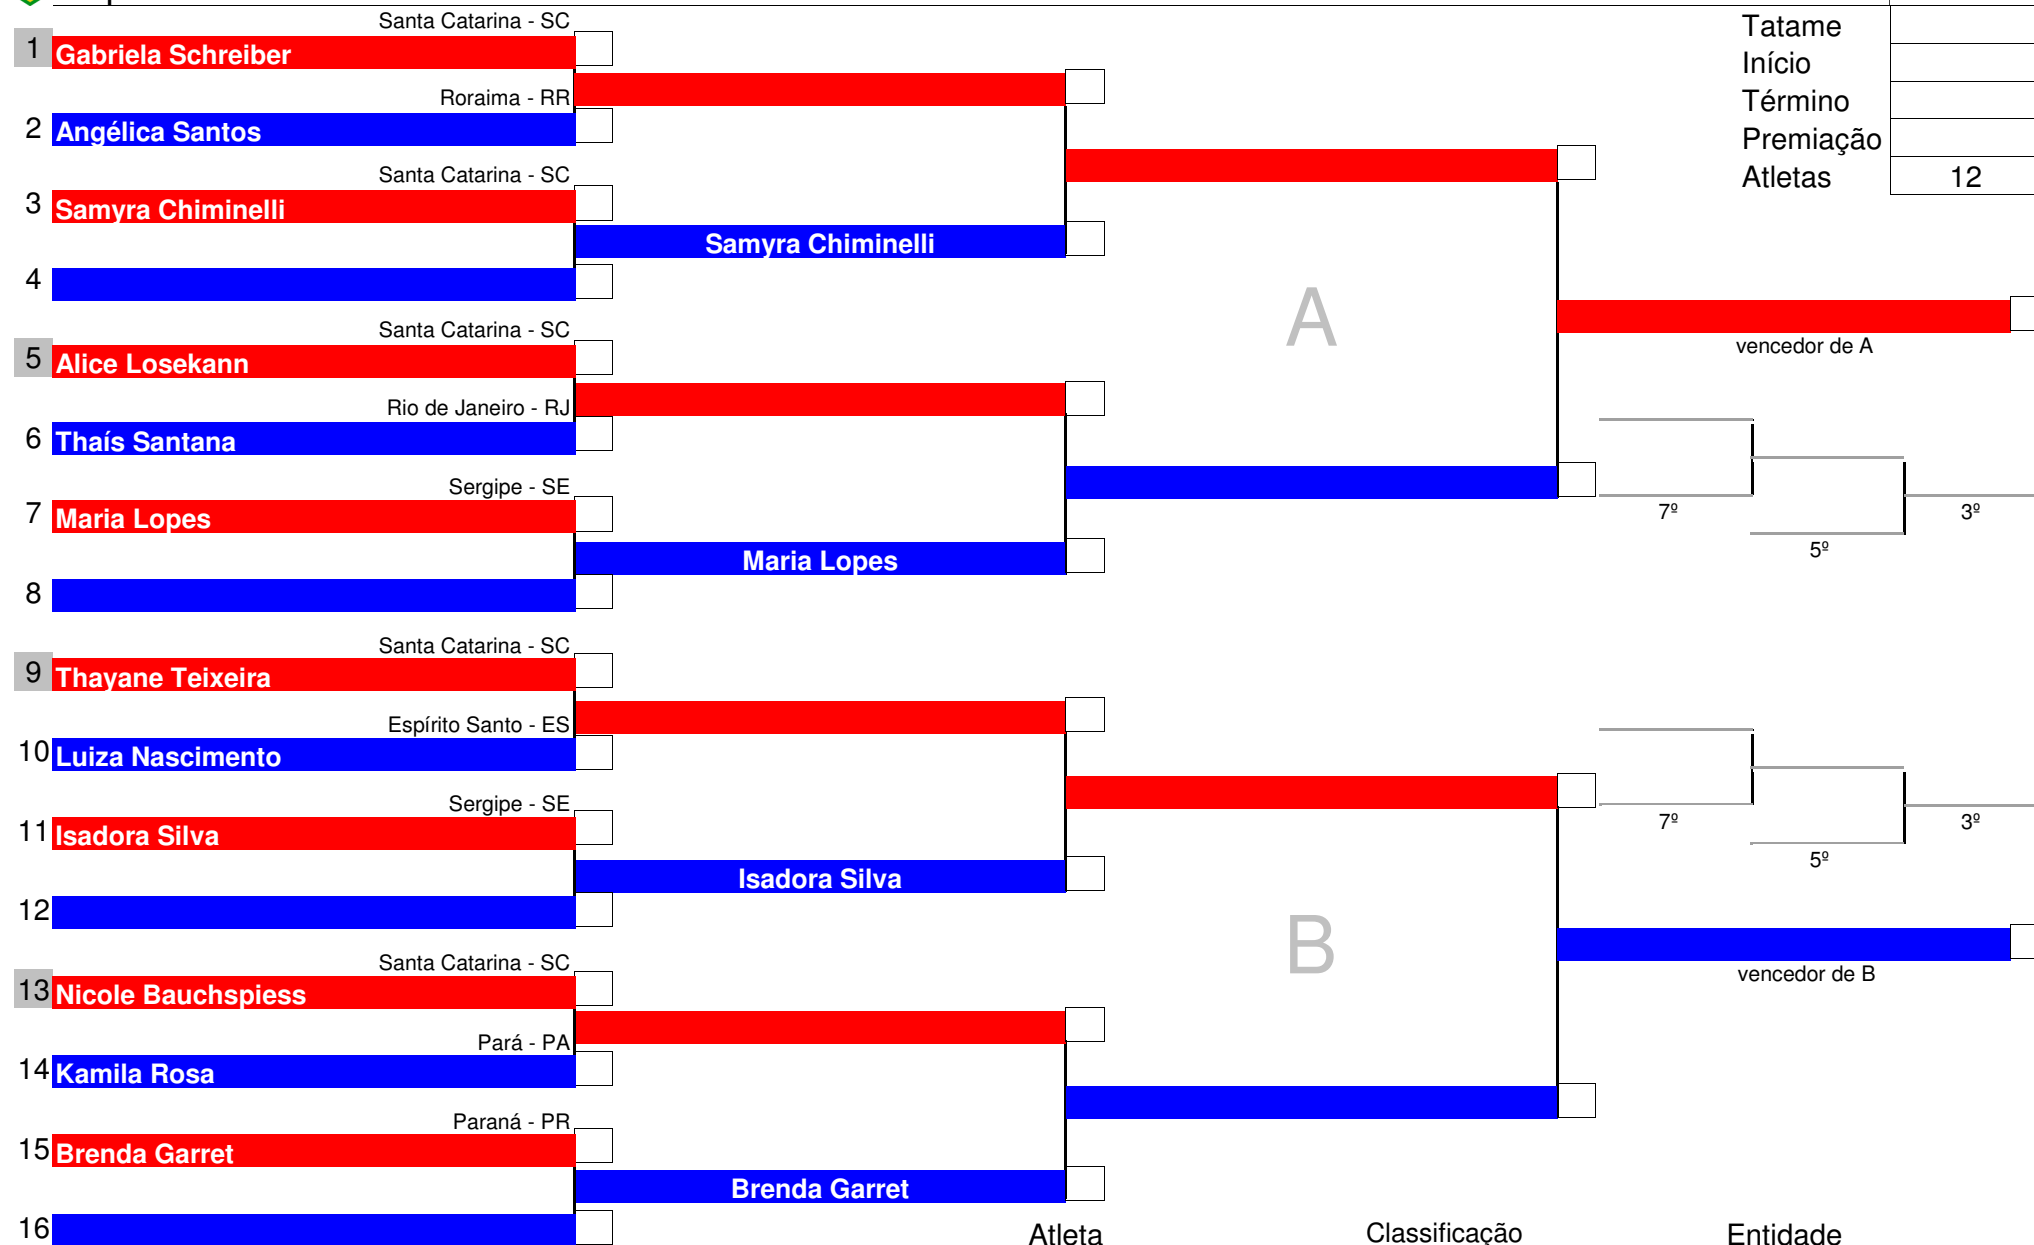 Santa Catarina - SC
1 Gabriela Schreiber
Roraima - RR
2 Angélica Santos
Santa Catarina - SC
3 Samyra Chiminelli
Samyra Chiminelli
4
Santa Catarina - SC
5 Alice Losekann
Rio de Janeiro - RJ
6 Thaís Santana
Sergipe - SE
7 Maria Lopes
Maria Lopes
8
Santa Catarina - SC
9 Thayane Teixeira
Espírito Santo - ES
10 Luiza Nascimento
Sergipe - SE
11 Isadora Silva
Isadora Silva
12
Santa Catarina - SC
13 Nicole Bauchspiess
Pará - PA
14 Kamila Rosa
Paraná - PR
15 Brenda Garret
Brenda Garret
16
A
B
Tatame
Início
Término
Premiação
Atletas 12
vencedor de A
7º
5º
3º
7º
5º
3º
vencedor de B
Atleta Classificação Entidade